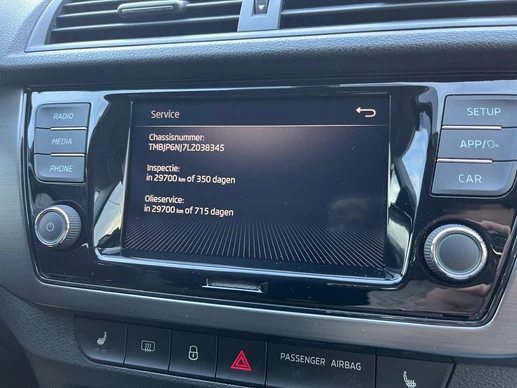 RADIO
MEDIA
PHONE
Service
Chassisnummer:
TMBJP6NJ7LZ038345
Inspectie:
in 29700 km of 350 dagen
Olieservice:
in 29700 km of 715 dagen
SETUP
APP/
CAR
PASSENGER AIRBAG